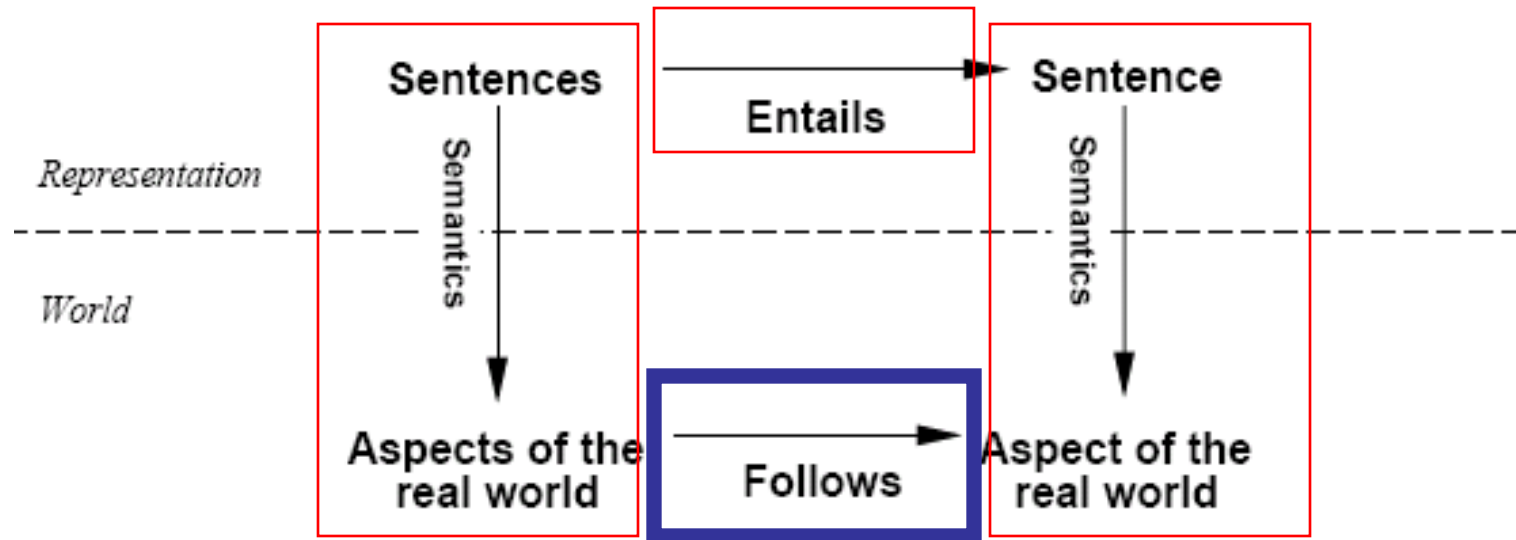 Sentences
Entails
Sentence
Semantics
Semantics
Representation
World
Aspects of the
real world
Follows
Aspect of the
real world